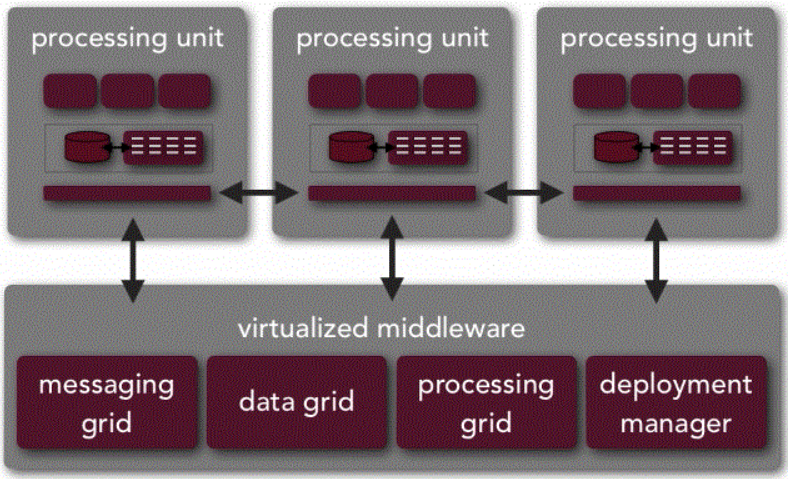 processing unit
processing unit
processing unit
virtualized middleware
messaging
grid
data grid
processing
grid
deployment
manager